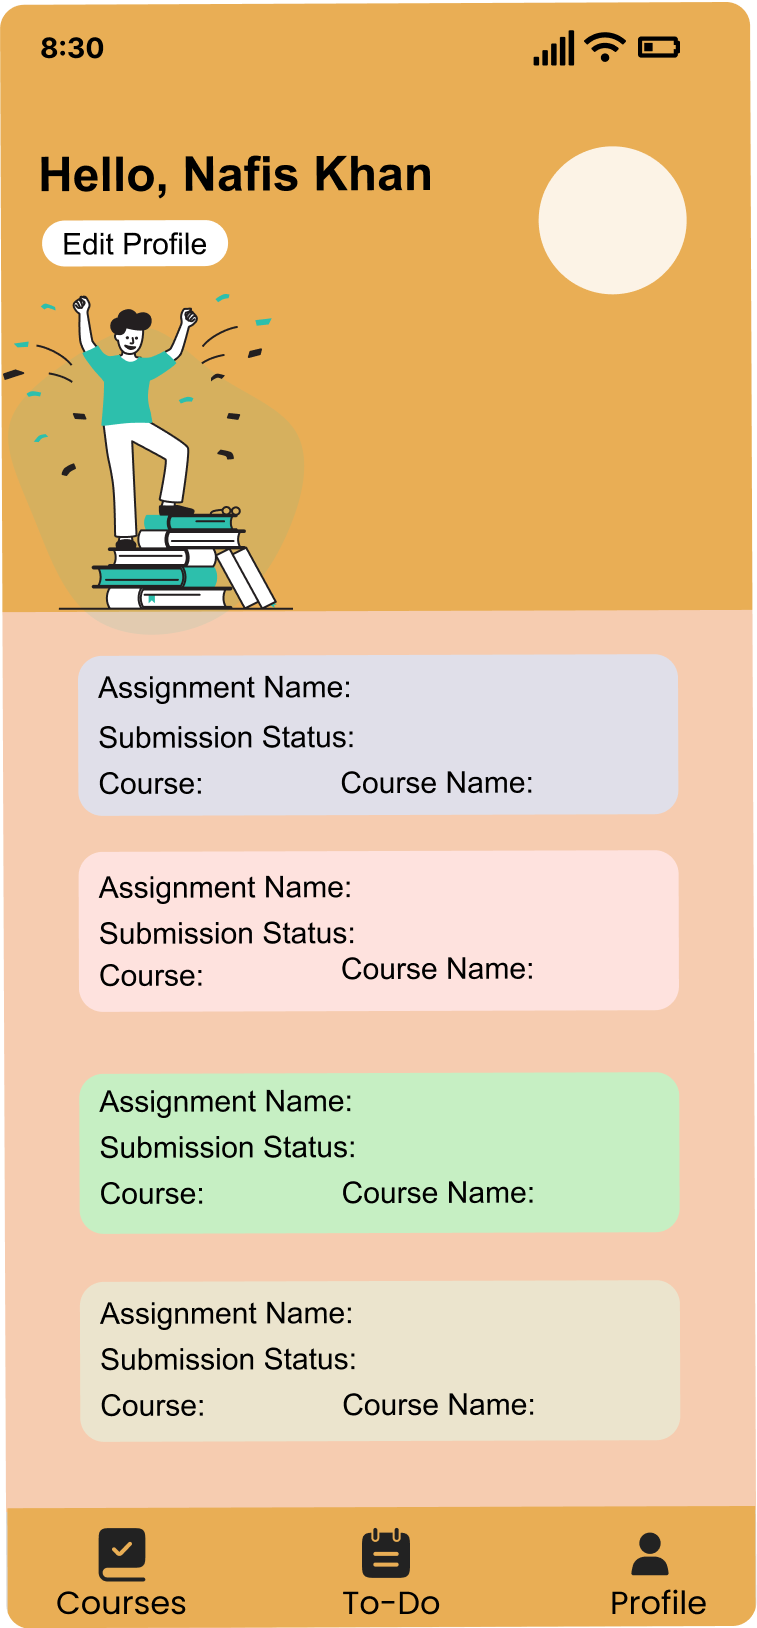 8:30
Hello, Nafis Khan
Edit Profile
Assignment Name:
Submission Status:
Course: Course Name:
Assignment Name:
Submission Status:
Course: Course Name:
Assignment Name:
Submission Status:
Course: Course Name:
Assignment Name:
Submission Status:
Course: Course Name:
Courses To-Do Profile